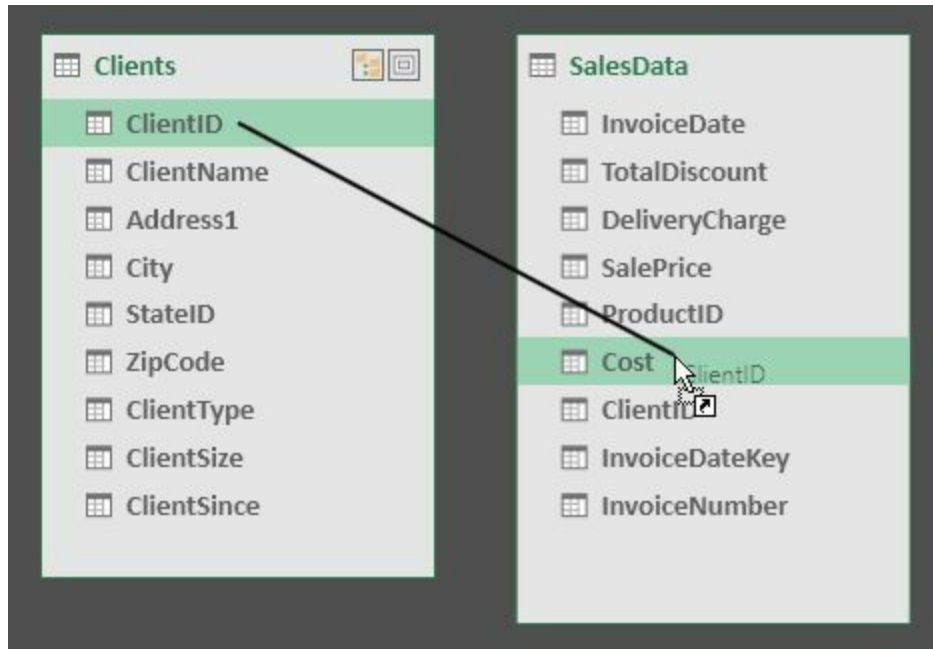 Clients
ClientID
ClientName
Address1
City
StateID
ZipCode
ClientType
ClientSize
ClientSince
SalesData
InvoiceDate
TotalDiscount
DeliveryCharge
SalePrice
ProductID
Cost
ClientID
ClientID
InvoiceDateKey
InvoiceNumber